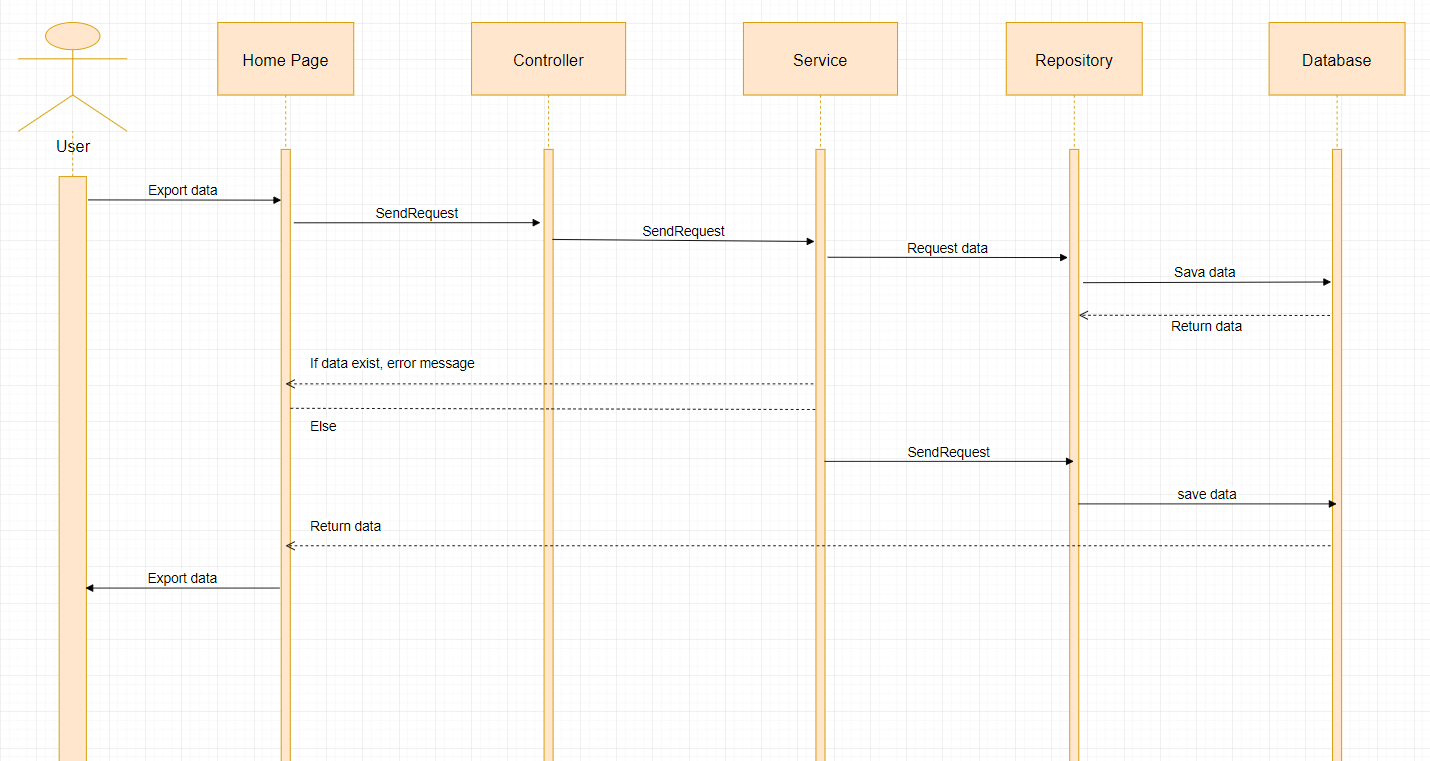 Home Page
Controller
Service
Repository
Database
User
Export data
SendRequest
SendRequest
Request data
Sava data
Return data
If data exist, error message
Else
SendRequest
save data
Return data
Export data